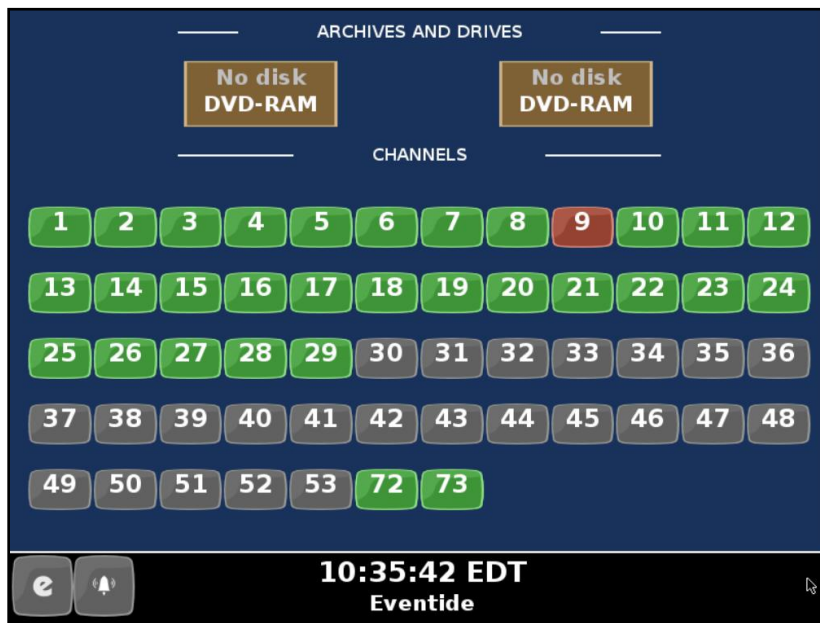 ARCHIVES AND DRIVES
No disk No disk
DVD-RAM DVD-RAM
CHANNELS
1 2 3 4 5 6 7 8 9 10 11 12
13 14 15 16 17 18 19 20 21 22 23 24
25 26 27 28 29 30 31 32 33 34 35 36
37 38 39 40 41 42 43 44 45 46 47 48
49 50 51 52 53 72 73
e 10:35:42 EDT
Eventide